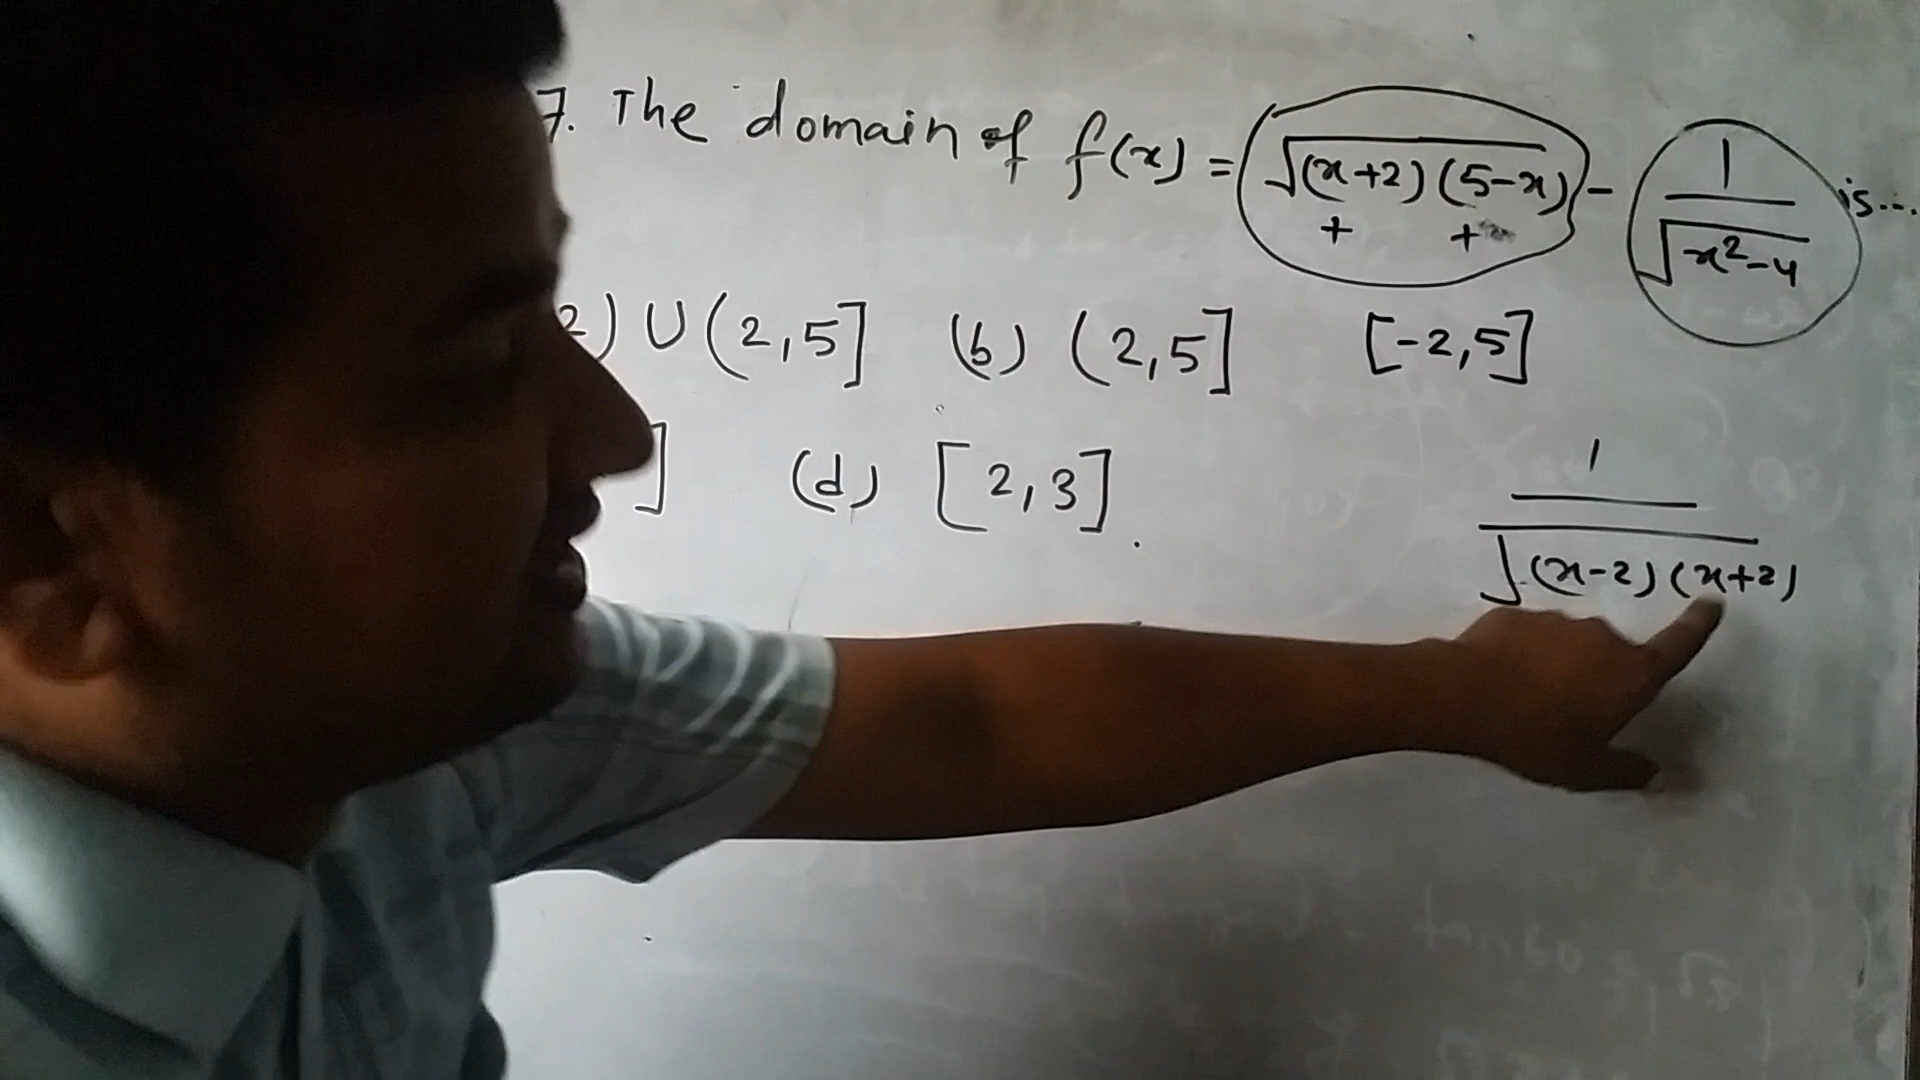 7. The domain of f(x) = √(x+2)(5-x) - 1/√x²-4 is...
+ +
2) U (2,5] (b) (2,5] [-2,5]
] (d) [2,3].
1/√(x-2)(x+2)